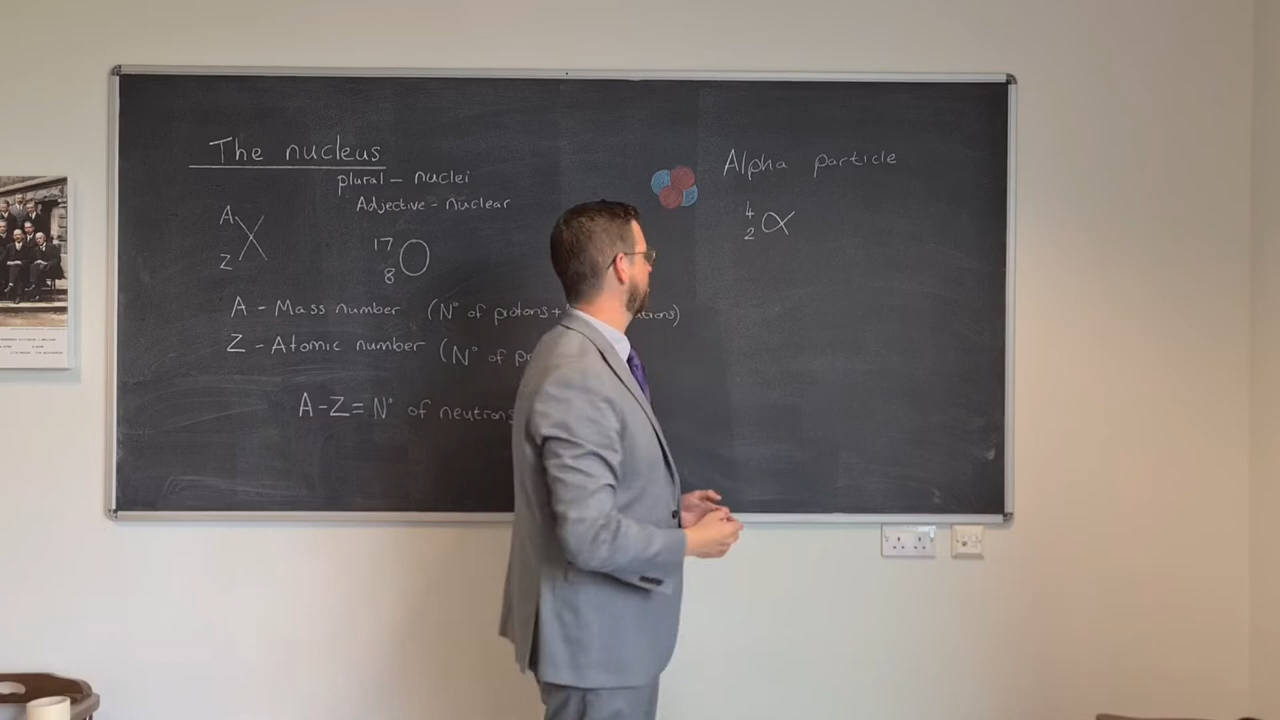 The nucleus
plural – nuclei
Adjective – nuclear
A
Z X
17
8 O
A – Mass number (N° of protons +
Z – Atomic number (N° of
A-Z = N° of neutrons
Alpha particle
4
2 α